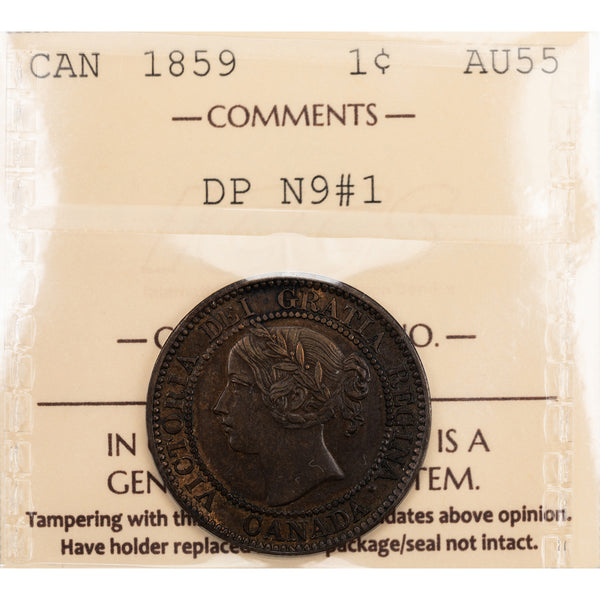 CAN 1859 1¢ AU55
— COMMENTS —
DP N9#1
VICTORIA DEI GRATIA REGINA.
CANADA
— C NO. —
IN IS A
GEN TEM.
Tampering with th dates above opinion.
Have holder replaced package/seal not intact.